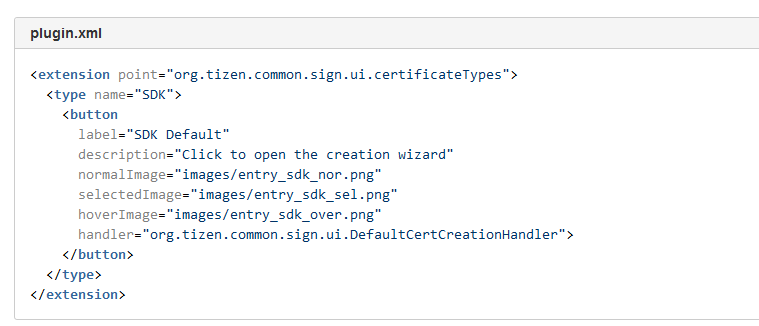 plugin.xml
<extension point="org.tizen.common.sign.ui.certificateTypes">
  <type name="SDK">
    <button
      label="SDK Default"
      description="Click to open the creation wizard"
      normalImage="images/entry_sdk_nor.png"
      selectedImage="images/entry_sdk_sel.png"
      hoverImage="images/entry_sdk_over.png"
      handler="org.tizen.common.sign.ui.DefaultCertCreationHandler">
    </button>
  </type>
</extension>